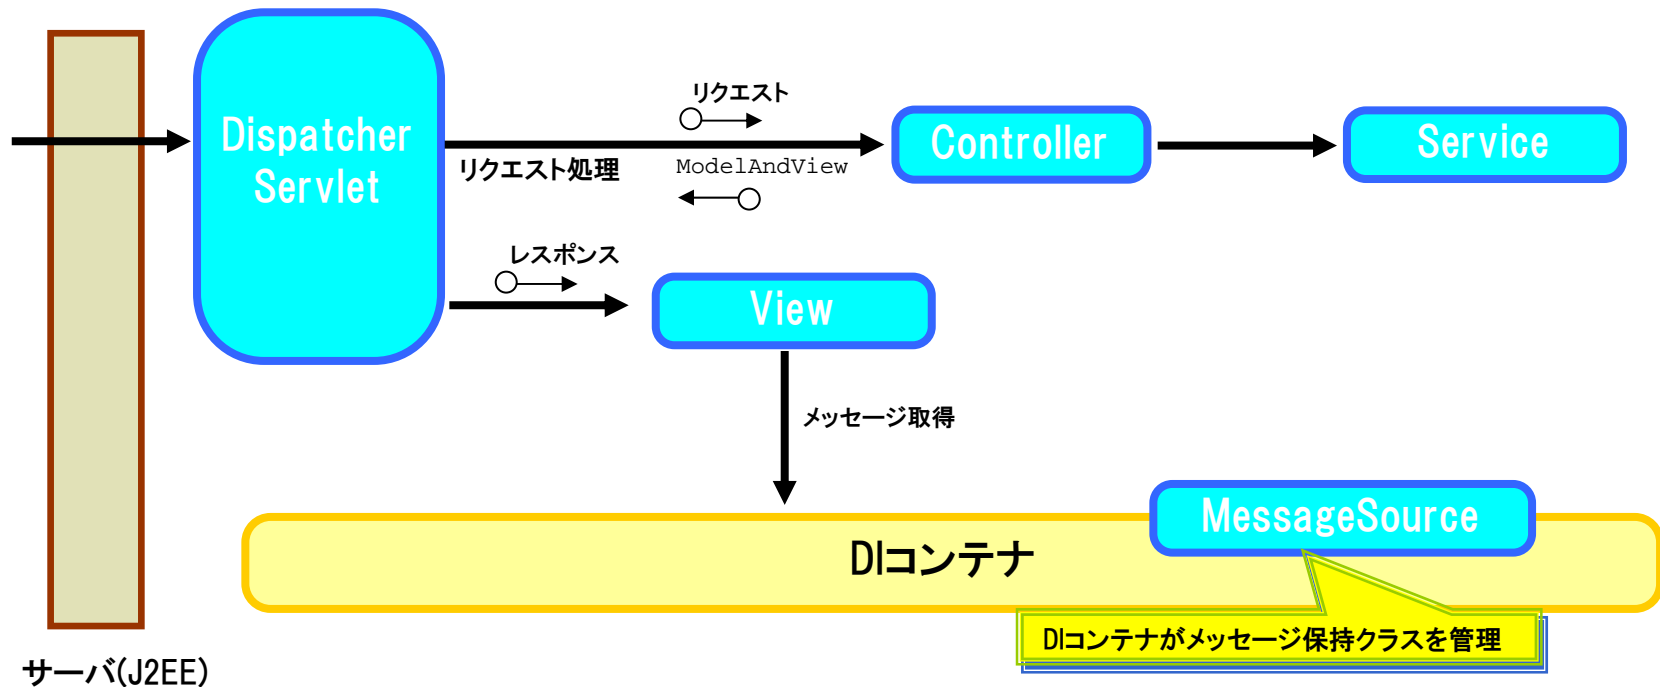 リクエスト
Dispatcher
Servlet
Controller
Service
リクエスト処理
ModelAndView
レスポンス
View
メッセージ取得
MessageSource
DIコンテナ
DIコンテナがメッセージ保持クラスを管理
サーバ(J2EE)